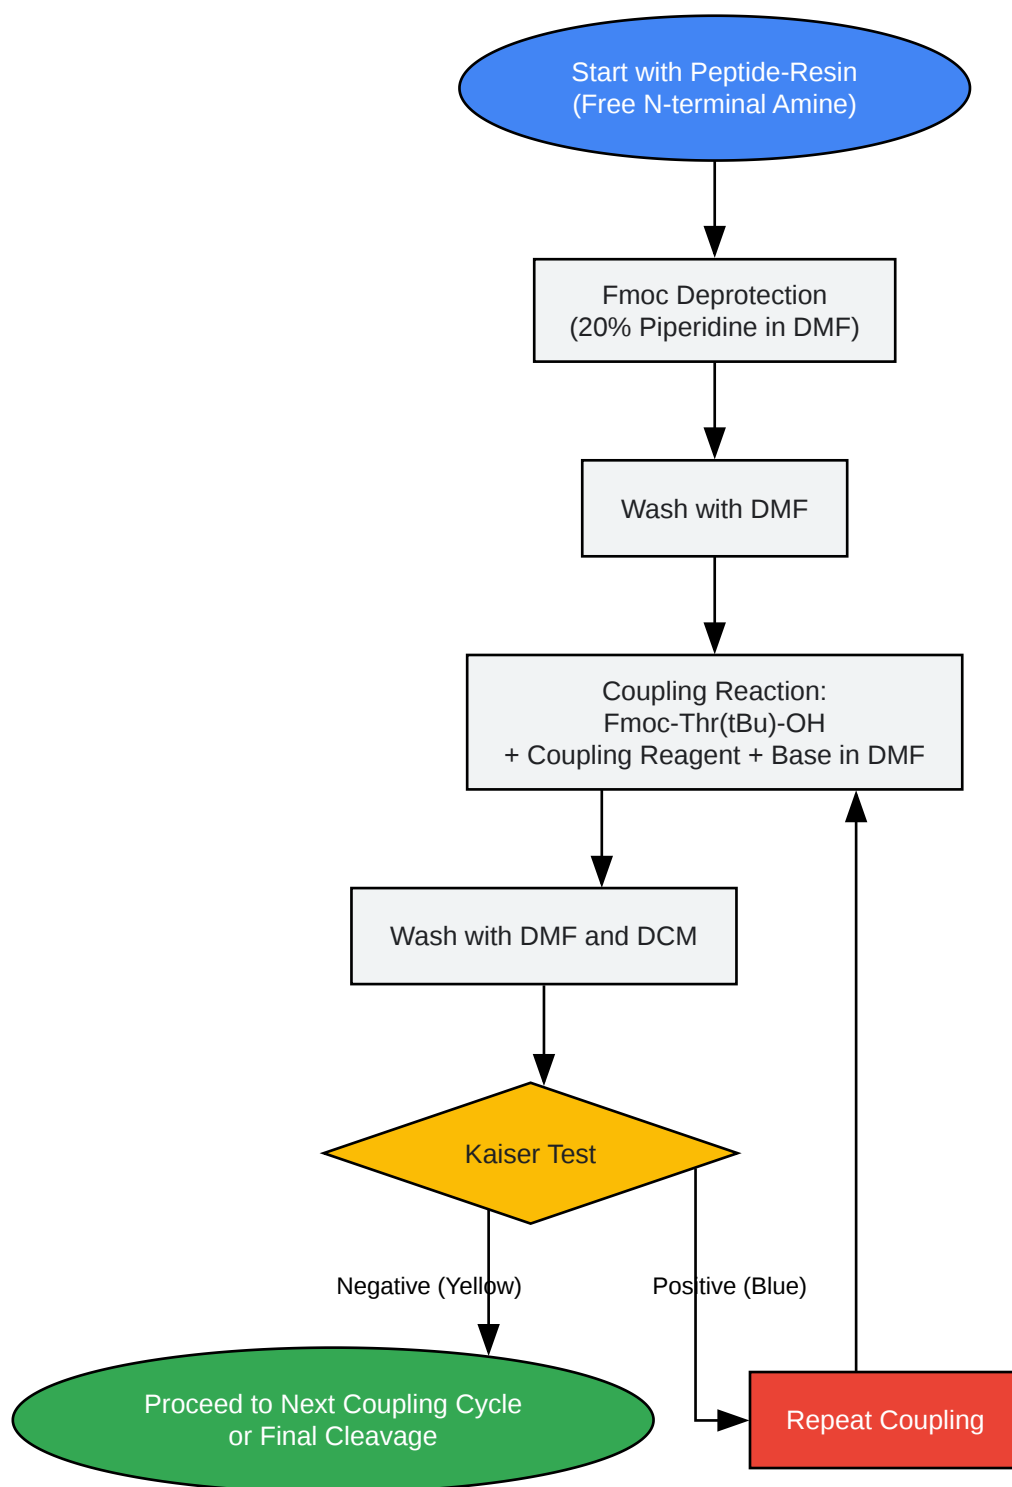 Start with Peptide-Resin
(Free N-terminal Amine)
Fmoc Deprotection
(20% Piperidine in DMF)
Wash with DMF
Coupling Reaction:
Fmoc-Thr(tBu)-OH
+ Coupling Reagent + Base in DMF
Wash with DMF and DCM
Kaiser Test
Negative (Yellow)
Positive (Blue)
Proceed to Next Coupling Cycle
or Final Cleavage
Repeat Coupling